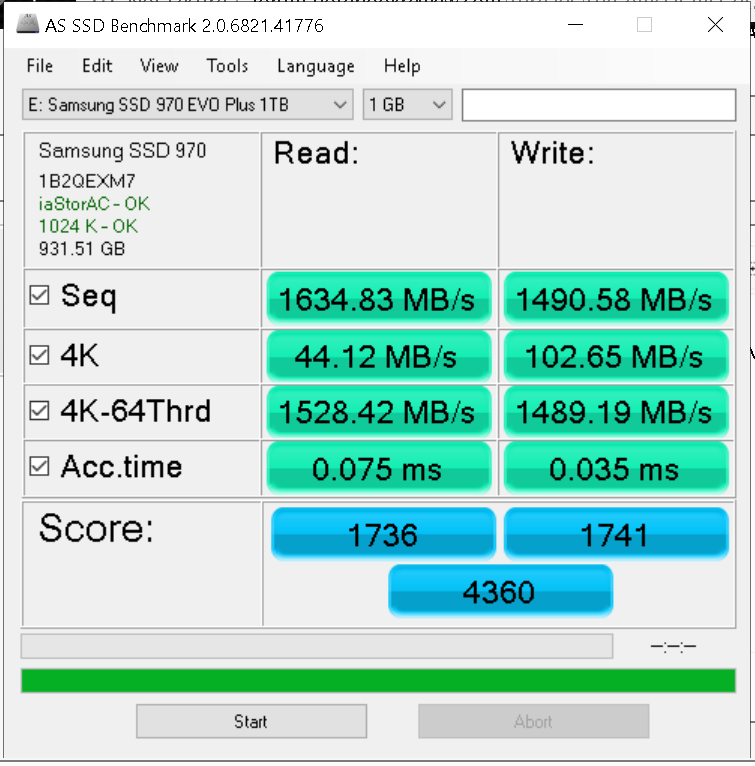 AS SSD Benchmark 2.0.6821.41776
File Edit View Tools Language Help
E: Samsung SSD 970 EVO Plus 1TB 1 GB
Samsung SSD 970
1B2QEXM7
iaStorAC - OK
1024 K - OK
931.51 GB
Read: Write:
Seq 1634.83 MB/s 1490.58 MB/s
4K 44.12 MB/s 102.65 MB/s
4K-64Thrd 1528.42 MB/s 1489.19 MB/s
Acc.time 0.075 ms 0.035 ms
Score: 1736 1741
4360
--:--:--
Start Abort